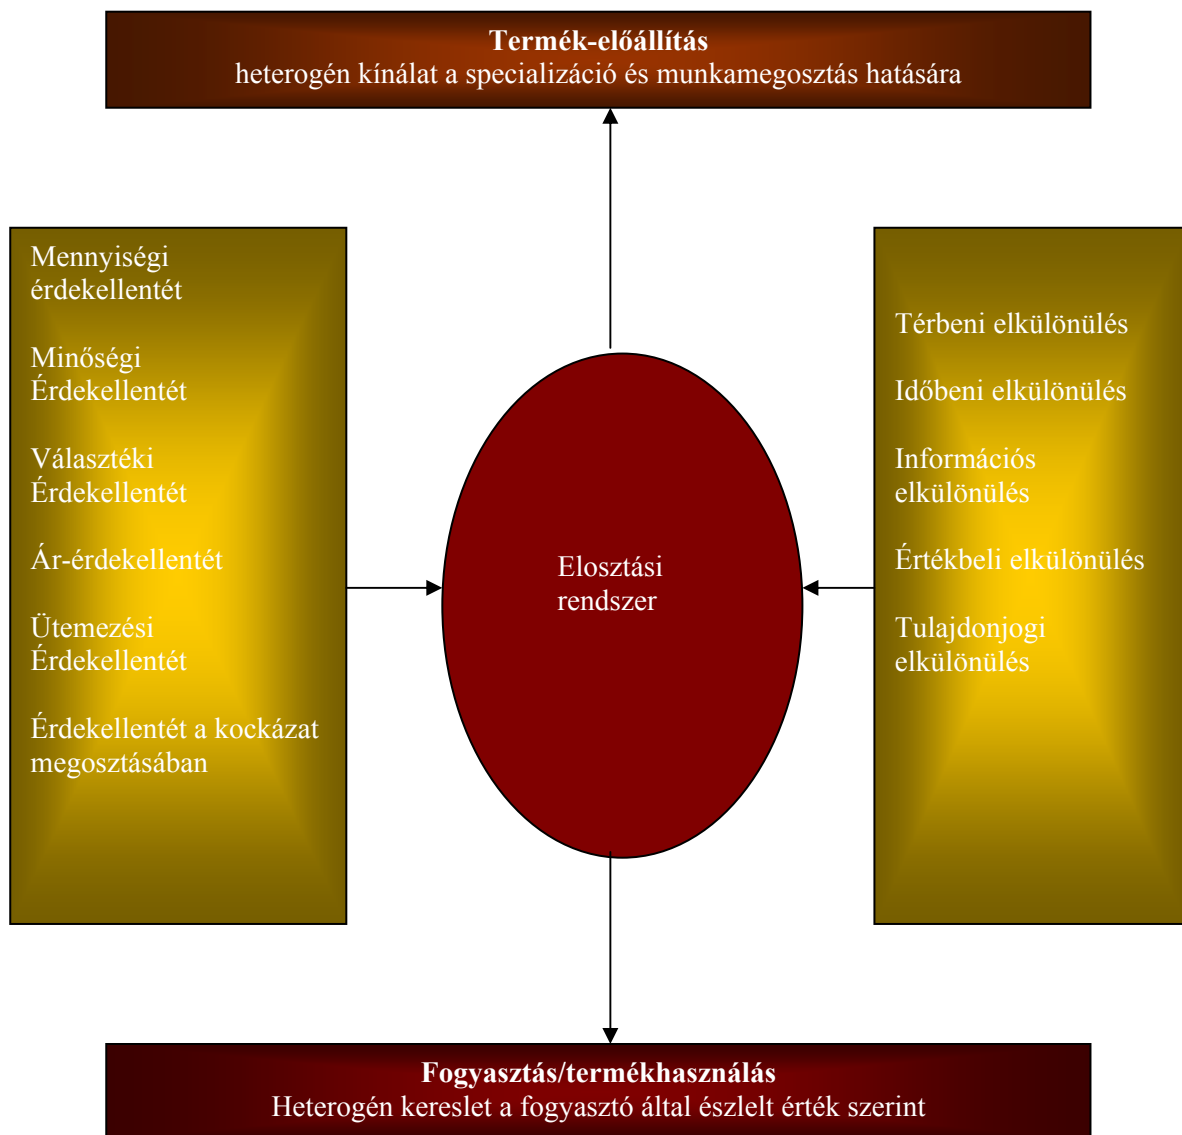 Termék-előállítás
heterogén kínálat a specializáció és munkamegosztás hatására
Mennyiségi
érdekellentét
Minőségi
Érdekellentét
Választéki
Érdekellentét
Ár-érdekellentét
Ütemezési
Érdekellentét
Érdekellentét a kockázat
megosztásában
Elosztási
rendszer
Térbeni elkülönülés
Időbeni elkülönülés
Információs
elkülönülés
Értékbeli elkülönülés
Tulajdonjogi
elkülönülés
Fogyasztás/termékhasználás
Heterogén kereslet a fogyasztó által észlelt érték szerint